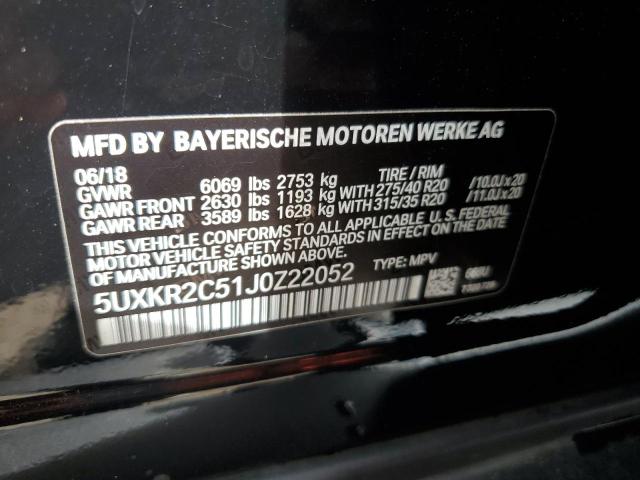 MFD BY BAYERISCHE MOTOREN WERKE AG
06/18 TIRE / RIM
GVWR 6069 lbs 2753 kg
GAWR FRONT 2630 lbs 1193 kg WITH 275/40 R20 /10.0J x 20
GAWR REAR 3589 lbs 1628 kg WITH 315/35 R20 /11.0J x 20
THIS VEHICLE CONFORMS TO ALL APPLICABLE U.S. FEDERAL
MOTOR VEHICLE SAFETY STANDARDS IN EFFECT ON THE DATE
OF MANUFACTURE SHOWN ABOVE.
5UXKR2C51J0Z22052 TYPE: MPV